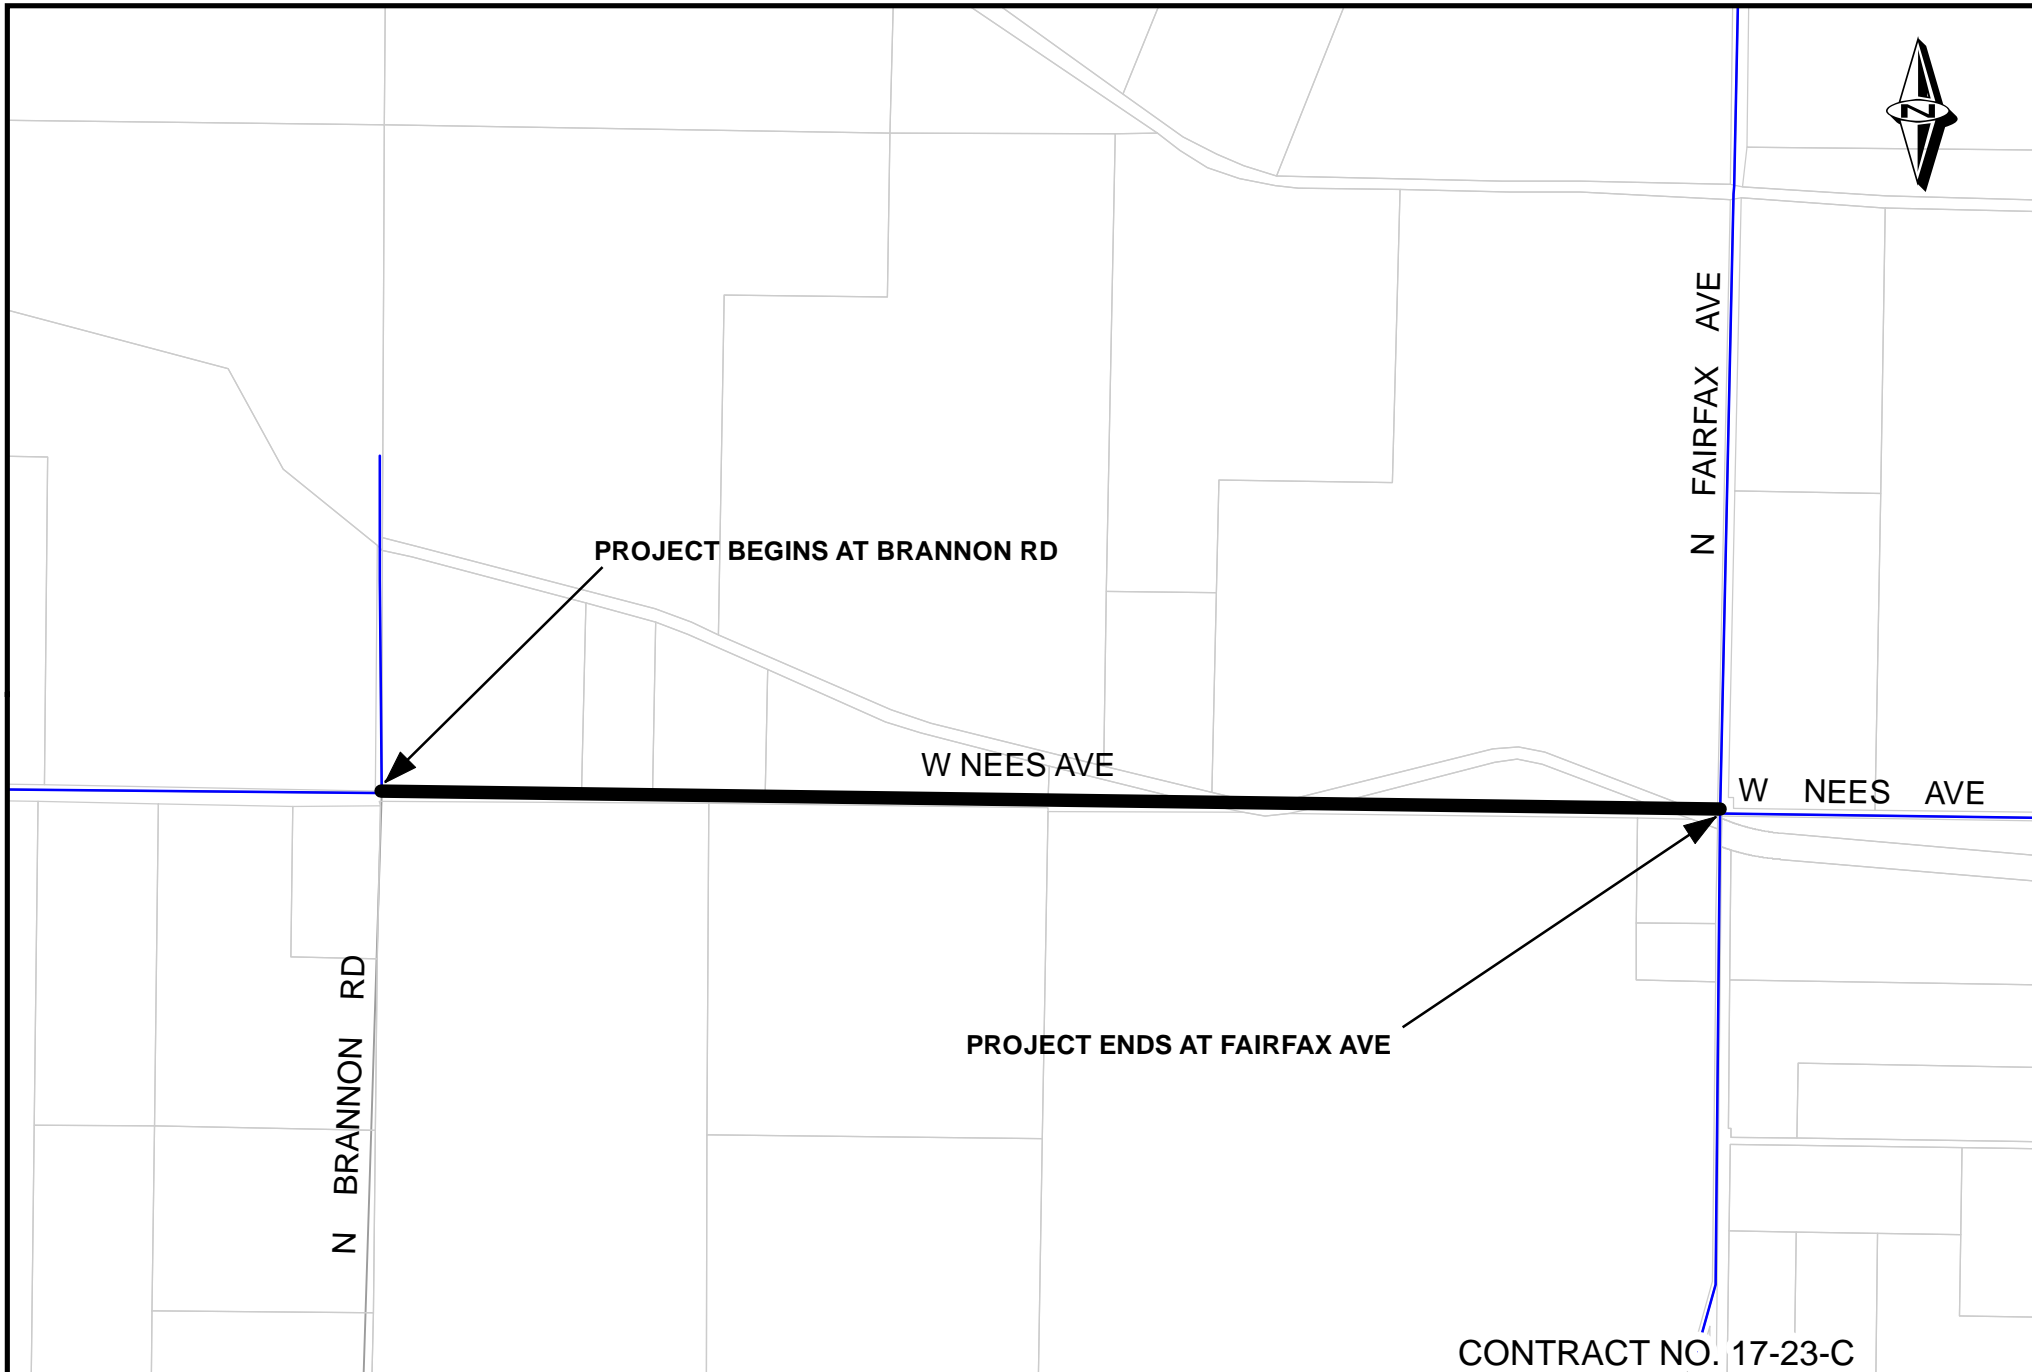 N
N FAIRFAX AVE
PROJECT BEGINS AT BRANNON RD
W NEES AVE
W NEES AVE
N BRANNON RD
PROJECT ENDS AT FAIRFAX AVE
CONTRACT NO. 17-23-C